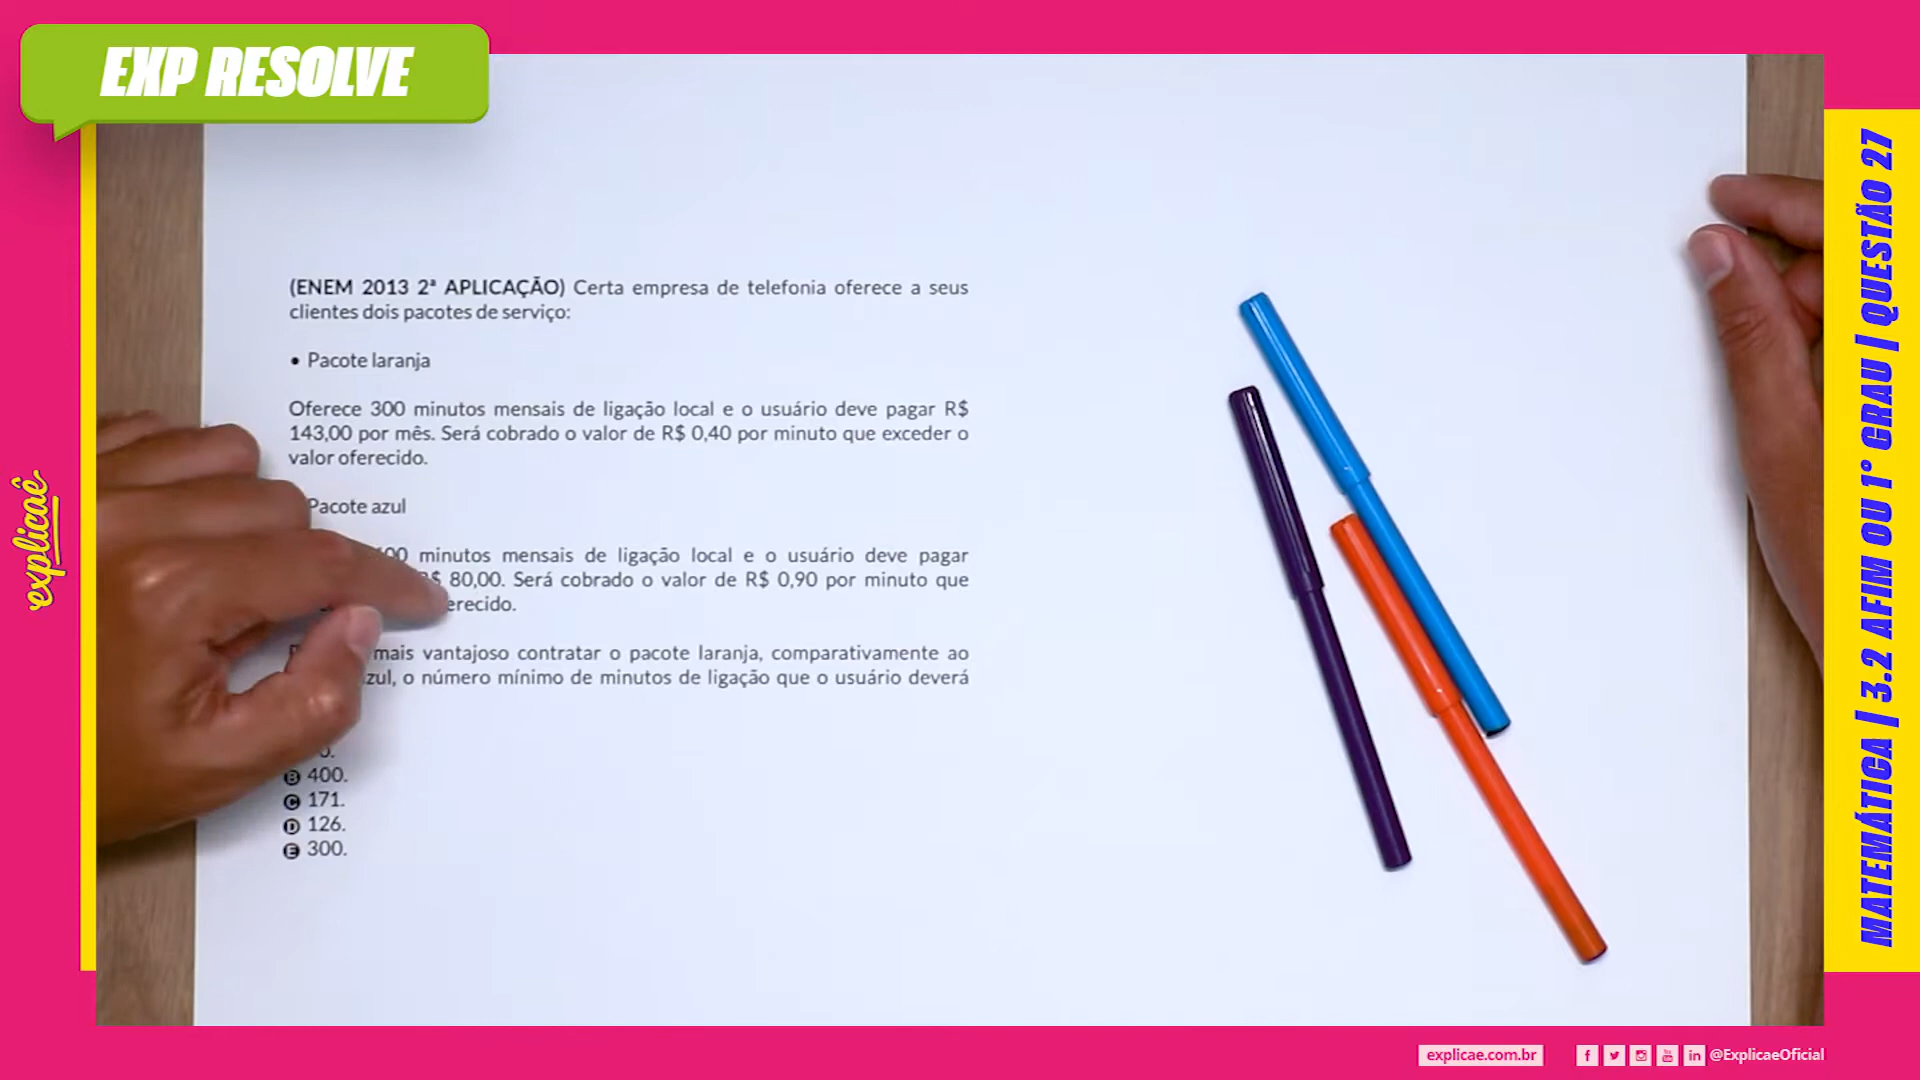 EXP RESOLVE
(ENEM 2013 2ª APLICAÇÃO) Certa empresa de telefonia oferece a seus
clientes dois pacotes de serviço:
• Pacote laranja
Oferece 300 minutos mensais de ligação local e o usuário deve pagar R$
143,00 por mês. Será cobrado o valor de R$ 0,40 por minuto que exceder o
valor oferecido.
Pacote azul
100 minutos mensais de ligação local e o usuário deve pagar
R$ 80,00. Será cobrado o valor de R$ 0,90 por minuto que
erecido.
mais vantajoso contratar o pacote laranja, comparativamente ao
zul, o número mínimo de minutos de ligação que o usuário deverá
0.
B 400.
C 171.
D 126.
E 300.
explicaê
MATEMÁTICA | 3.2 AFIM OU 1° GRAU | QUESTÃO 27
explicae.com.br
@ExplicaeOficial